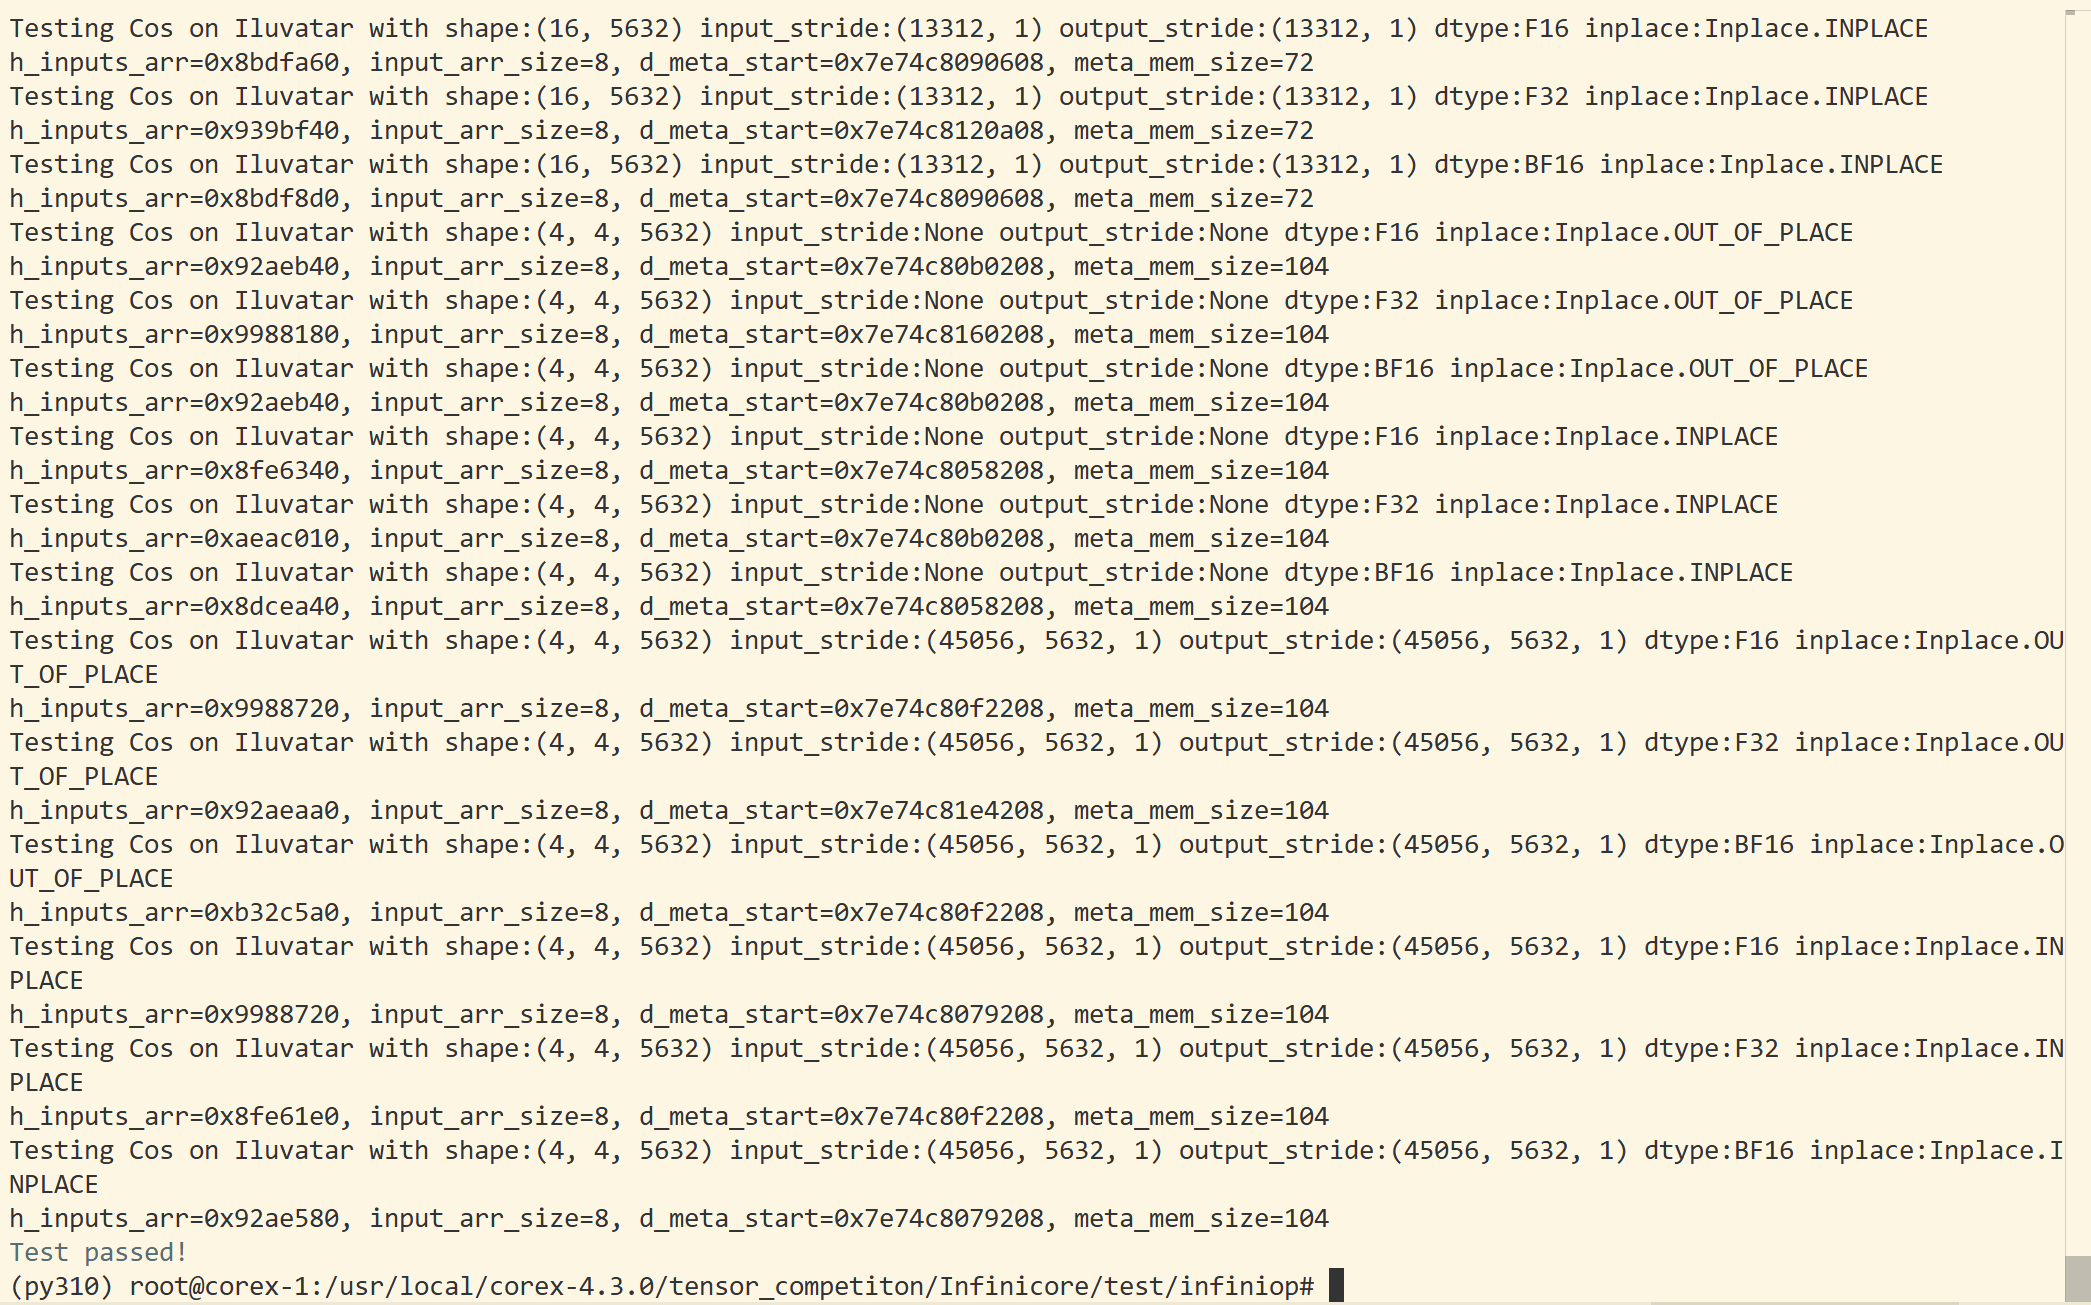 Testing Cos on Iluvatar with shape:(16, 5632) input_stride:(13312, 1) output_stride:(13312, 1) dtype:F16 inplace:Inplace.INPLACE
h_inputs_arr=0x8bdfa60, input_arr_size=8, d_meta_start=0x7e74c8090608, meta_mem_size=72
Testing Cos on Iluvatar with shape:(16, 5632) input_stride:(13312, 1) output_stride:(13312, 1) dtype:F32 inplace:Inplace.INPLACE
h_inputs_arr=0x939bf40, input_arr_size=8, d_meta_start=0x7e74c8120a08, meta_mem_size=72
Testing Cos on Iluvatar with shape:(16, 5632) input_stride:(13312, 1) output_stride:(13312, 1) dtype:BF16 inplace:Inplace.INPLACE
h_inputs_arr=0x8bdf8d0, input_arr_size=8, d_meta_start=0x7e74c8090608, meta_mem_size=72
Testing Cos on Iluvatar with shape:(4, 4, 5632) input_stride:None output_stride:None dtype:F16 inplace:Inplace.OUT_OF_PLACE
h_inputs_arr=0x92aeb40, input_arr_size=8, d_meta_start=0x7e74c80b0208, meta_mem_size=104
Testing Cos on Iluvatar with shape:(4, 4, 5632) input_stride:None output_stride:None dtype:F32 inplace:Inplace.OUT_OF_PLACE
h_inputs_arr=0x9988180, input_arr_size=8, d_meta_start=0x7e74c8160208, meta_mem_size=104
Testing Cos on Iluvatar with shape:(4, 4, 5632) input_stride:None output_stride:None dtype:BF16 inplace:Inplace.OUT_OF_PLACE
h_inputs_arr=0x92aeb40, input_arr_size=8, d_meta_start=0x7e74c80b0208, meta_mem_size=104
Testing Cos on Iluvatar with shape:(4, 4, 5632) input_stride:None output_stride:None dtype:F16 inplace:Inplace.INPLACE
h_inputs_arr=0x8fe6340, input_arr_size=8, d_meta_start=0x7e74c8058208, meta_mem_size=104
Testing Cos on Iluvatar with shape:(4, 4, 5632) input_stride:None output_stride:None dtype:F32 inplace:Inplace.INPLACE
h_inputs_arr=0xaeac010, input_arr_size=8, d_meta_start=0x7e74c80b0208, meta_mem_size=104
Testing Cos on Iluvatar with shape:(4, 4, 5632) input_stride:None output_stride:None dtype:BF16 inplace:Inplace.INPLACE
h_inputs_arr=0x8dcea40, input_arr_size=8, d_meta_start=0x7e74c8058208, meta_mem_size=104
Testing Cos on Iluvatar with shape:(4, 4, 5632) input_stride:(45056, 5632, 1) output_stride:(45056, 5632, 1) dtype:F16 inplace:Inplace.OU
T_OF_PLACE
h_inputs_arr=0x9988720, input_arr_size=8, d_meta_start=0x7e74c80f2208, meta_mem_size=104
Testing Cos on Iluvatar with shape:(4, 4, 5632) input_stride:(45056, 5632, 1) output_stride:(45056, 5632, 1) dtype:F32 inplace:Inplace.OU
T_OF_PLACE
h_inputs_arr=0x92aeaa0, input_arr_size=8, d_meta_start=0x7e74c81e4208, meta_mem_size=104
Testing Cos on Iluvatar with shape:(4, 4, 5632) input_stride:(45056, 5632, 1) output_stride:(45056, 5632, 1) dtype:BF16 inplace:Inplace.O
UT_OF_PLACE
h_inputs_arr=0xb32c5a0, input_arr_size=8, d_meta_start=0x7e74c80f2208, meta_mem_size=104
Testing Cos on Iluvatar with shape:(4, 4, 5632) input_stride:(45056, 5632, 1) output_stride:(45056, 5632, 1) dtype:F16 inplace:Inplace.IN
PLACE
h_inputs_arr=0x9988720, input_arr_size=8, d_meta_start=0x7e74c8079208, meta_mem_size=104
Testing Cos on Iluvatar with shape:(4, 4, 5632) input_stride:(45056, 5632, 1) output_stride:(45056, 5632, 1) dtype:F32 inplace:Inplace.IN
PLACE
h_inputs_arr=0x8fe61e0, input_arr_size=8, d_meta_start=0x7e74c80f2208, meta_mem_size=104
Testing Cos on Iluvatar with shape:(4, 4, 5632) input_stride:(45056, 5632, 1) output_stride:(45056, 5632, 1) dtype:BF16 inplace:Inplace.I
NPLACE
h_inputs_arr=0x92ae580, input_arr_size=8, d_meta_start=0x7e74c8079208, meta_mem_size=104
Test passed!
(py310) root@corex-1:/usr/local/corex-4.3.0/tensor_competiton/Infinicore/test/infiniop#